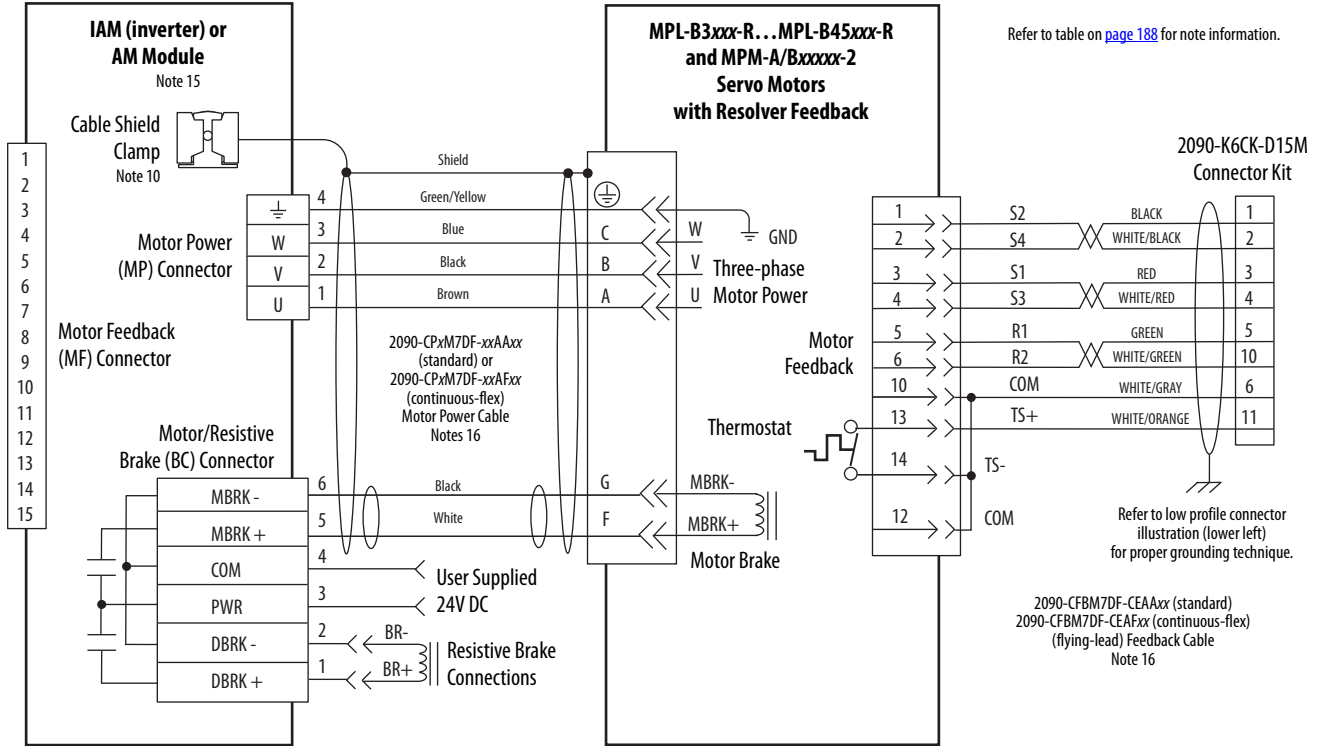 IAM (inverter) or
AM Module
Note 15
Cable Shield
Clamp
Note 10
1
2
3
4
5
6
7
8
9
10
11
12
13
14
15
Motor Power
(MP) Connector
W
V
U
4
3
2
1
Motor Feedback
(MF) Connector
Motor/Resistive
Brake (BC) Connector
MBRK -
MBRK +
COM
PWR
DBRK -
DBRK +
6
5
4
3
2
1
Shield
Green/Yellow
Blue
Black
Brown
2090-CPxM7DF-xxAAxx
(standard) or
2090-CPxM7DF-xxAFxx
(continuous-flex)
Motor Power Cable
Notes 16
Black
White
User Supplied
24V DC
BR-
BR+
Resistive Brake
Connections
MPL-B3xxx-R…MPL-B45xxx-R
and MPM-A/Bxxxxx-2
Servo Motors
with Resolver Feedback
C
B
A
W
V
U
GND
Three-phase
Motor Power
G
F
MBRK-
MBRK+
Motor Brake
Motor
Feedback
Thermostat
1
2
3
4
5
6
10
13
14
12
S2
S4
S1
S3
R1
R2
COM
TS+
TS-
COM
BLACK
WHITE/BLACK
RED
WHITE/RED
GREEN
WHITE/GREEN
WHITE/GRAY
WHITE/ORANGE
Refer to table on page 188 for note information.
2090-K6CK-D15M
Connector Kit
1
2
3
4
5
10
6
11
Refer to low profile connector
illustration (lower left)
for proper grounding technique.
2090-CFBM7DF-CEAAxx (standard)
2090-CFBM7DF-CEAFxx (continuous-flex)
(flying-lead) Feedback Cable
Note 16